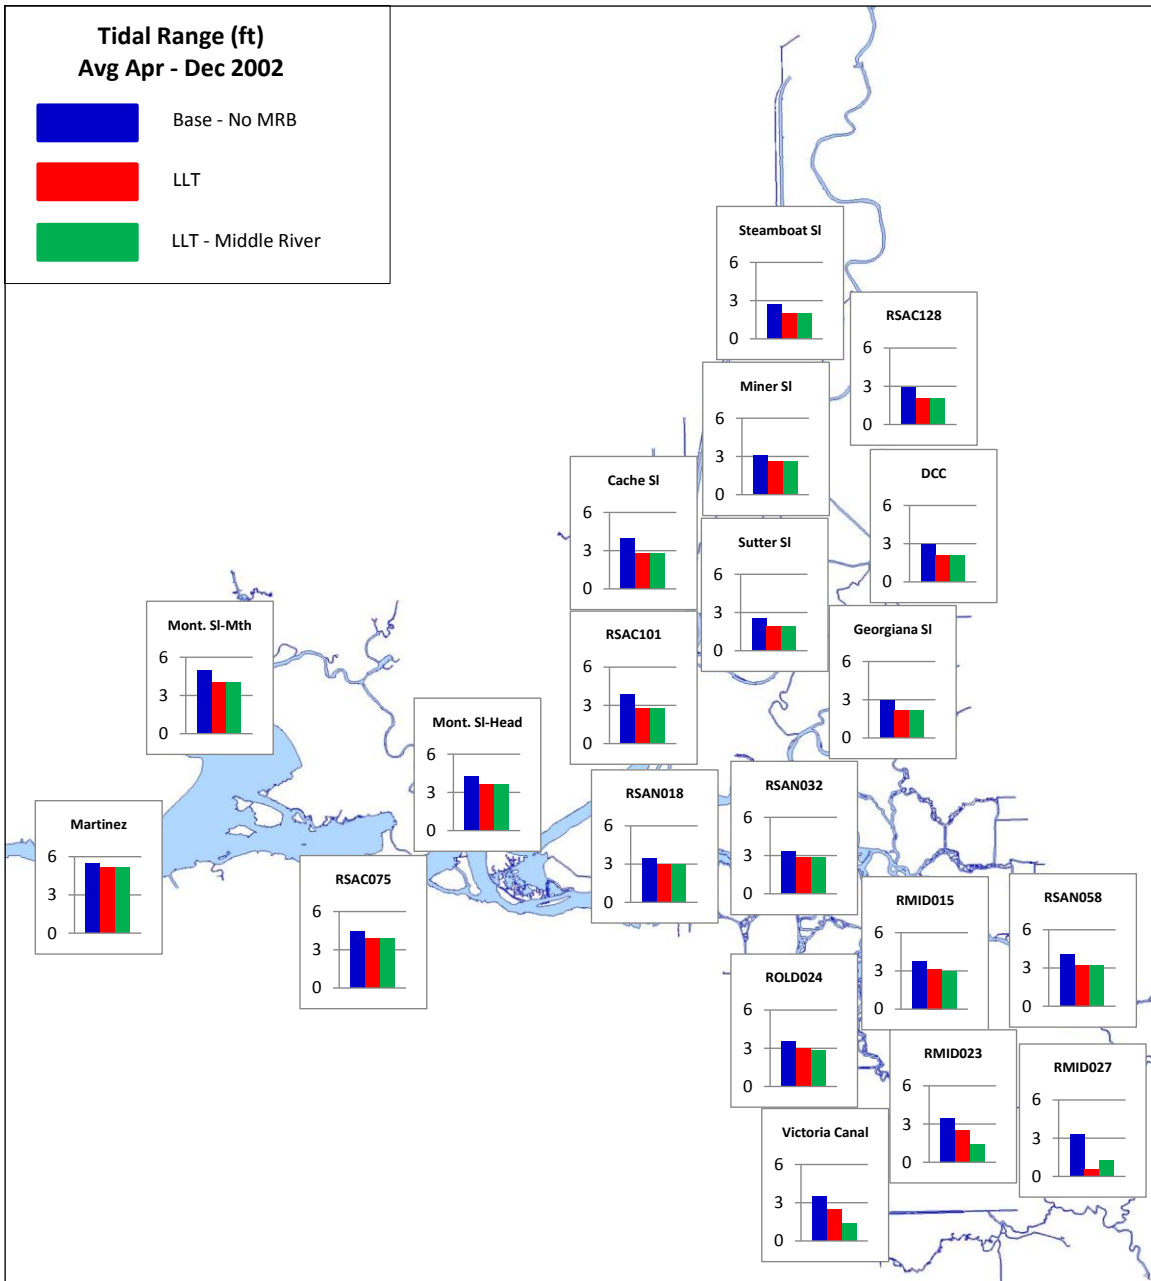 Tidal Range (ft)
Avg Apr - Dec 2002
Base - No MRB
LLT
LLT - Middle River
Steamboat Sl
6
3
0
RSAC128
6
3
0
Miner Sl
6
3
0
Cache Sl
6
3
0
DCC
6
3
0
Sutter Sl
6
3
0
Mont. Sl-Mth
6
3
0
RSAC101
6
3
0
Georgiana Sl
6
3
0
Mont. Sl-Head
6
3
0
RSAN018
6
3
0
RSAN032
6
3
0
Martinez
6
3
0
RSAC075
6
3
0
RMID015
6
3
0
RSAN058
6
3
0
ROLD024
6
3
0
RMID023
6
3
0
RMID027
6
3
0
Victoria Canal
6
3
0